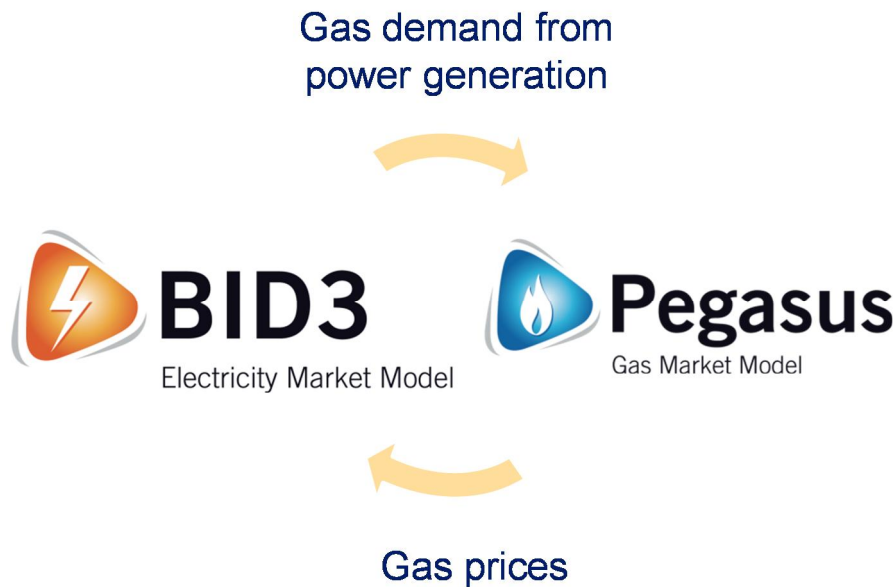 Gas demand from
power generation
BID3
Electricity Market Model
Pegasus
Gas Market Model
Gas prices